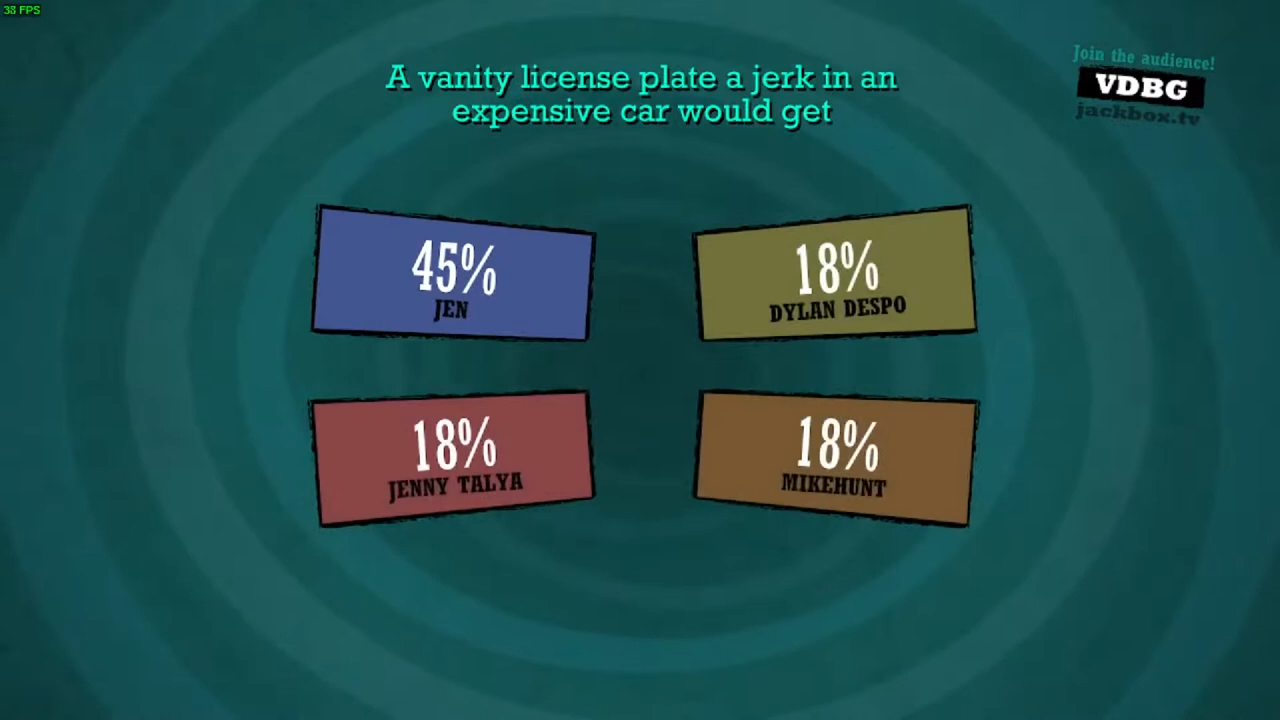 38 FPS
Join the audience!
VDBG
jackbox.tv
A vanity license plate a jerk in an
expensive car would get
45%
JEN
18%
DYLAN DESPO
18%
JENNY TALYA
18%
MIKEHUNT